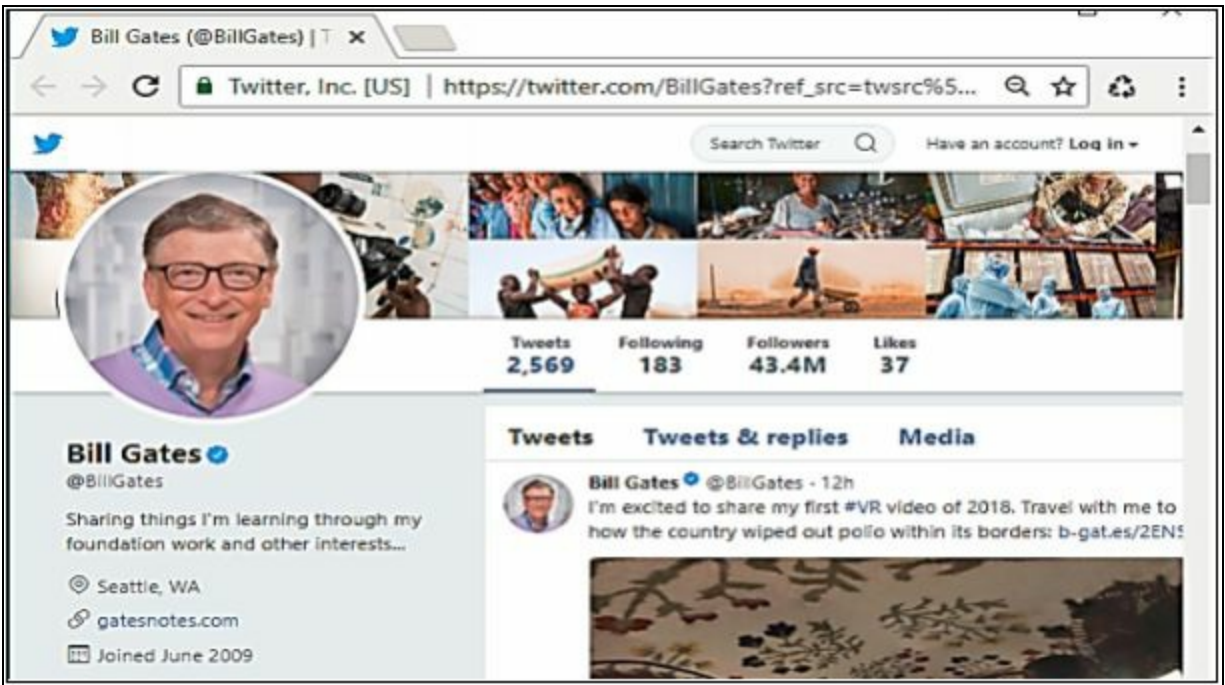 Bill Gates (@BillGates) | T
Twitter, Inc. [US] | https://twitter.com/BillGates?ref_src=twsrc%5...
Search Twitter
Have an account? Log in
Tweets Following Followers Likes
2,569 183 43.4M 37
Tweets Tweets & replies Media
Bill Gates
@BillGates
Sharing things I'm learning through my
foundation work and other interests...
Seattle, WA
gatesnotes.com
Joined June 2009
Bill Gates @BillGates - 12h
I'm excited to share my first #VR video of 2018. Travel with me to
how the country wiped out polio within its borders: b-gat.es/2EN5